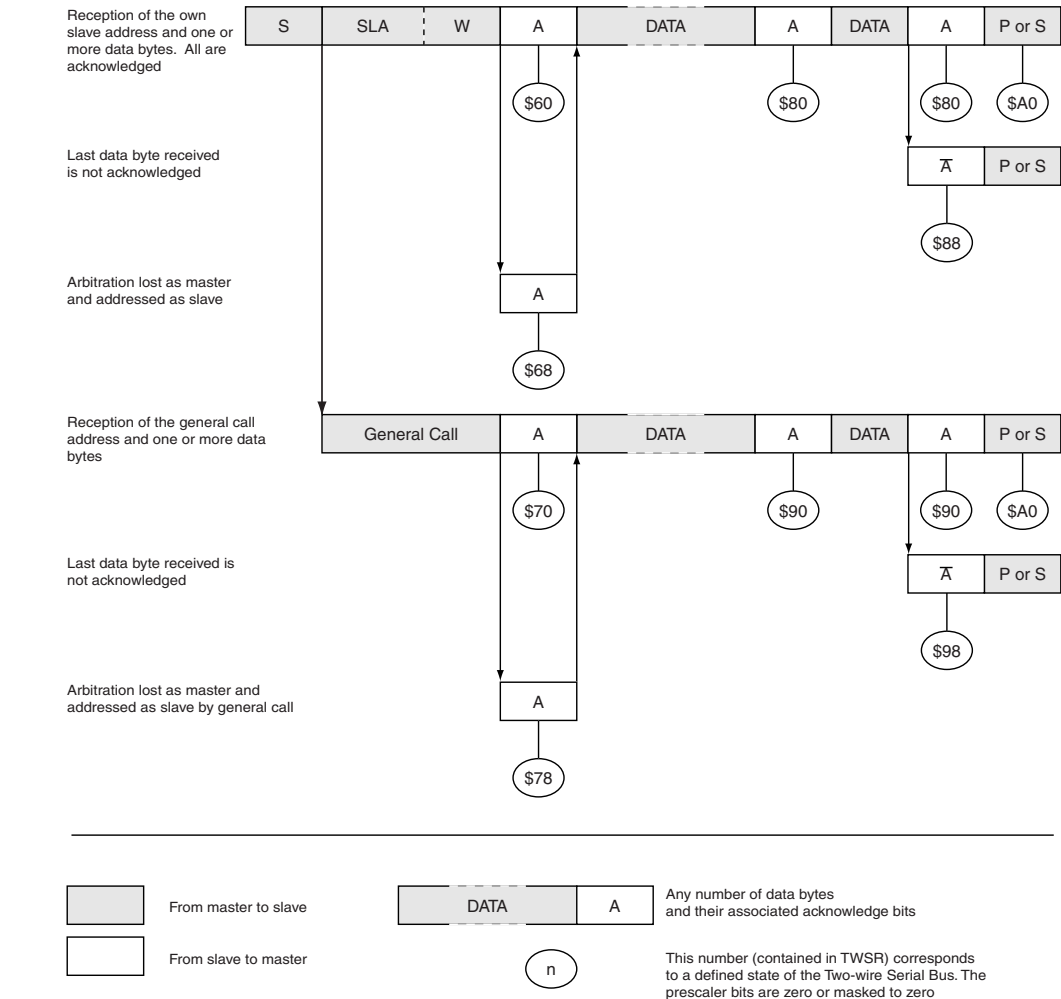 Reception of the own
slave address and one or
more data bytes. All are
acknowledged
S SLA W A DATA A DATA A P or S
$60 $80 $80 $A0
Last data byte received
is not acknowledged
A̅ P or S
$88
Arbitration lost as master
and addressed as slave
A
$68
Reception of the general call
address and one or more data
bytes
General Call A DATA A DATA A P or S
$70 $90 $90 $A0
Last data byte received is
not acknowledged
A̅ P or S
$98
Arbitration lost as master and
addressed as slave by general call
A
$78
From master to slave
DATA A
Any number of data bytes
and their associated acknowledge bits
From slave to master
n
This number (contained in TWSR) corresponds
to a defined state of the Two-wire Serial Bus. The
prescaler bits are zero or masked to zero